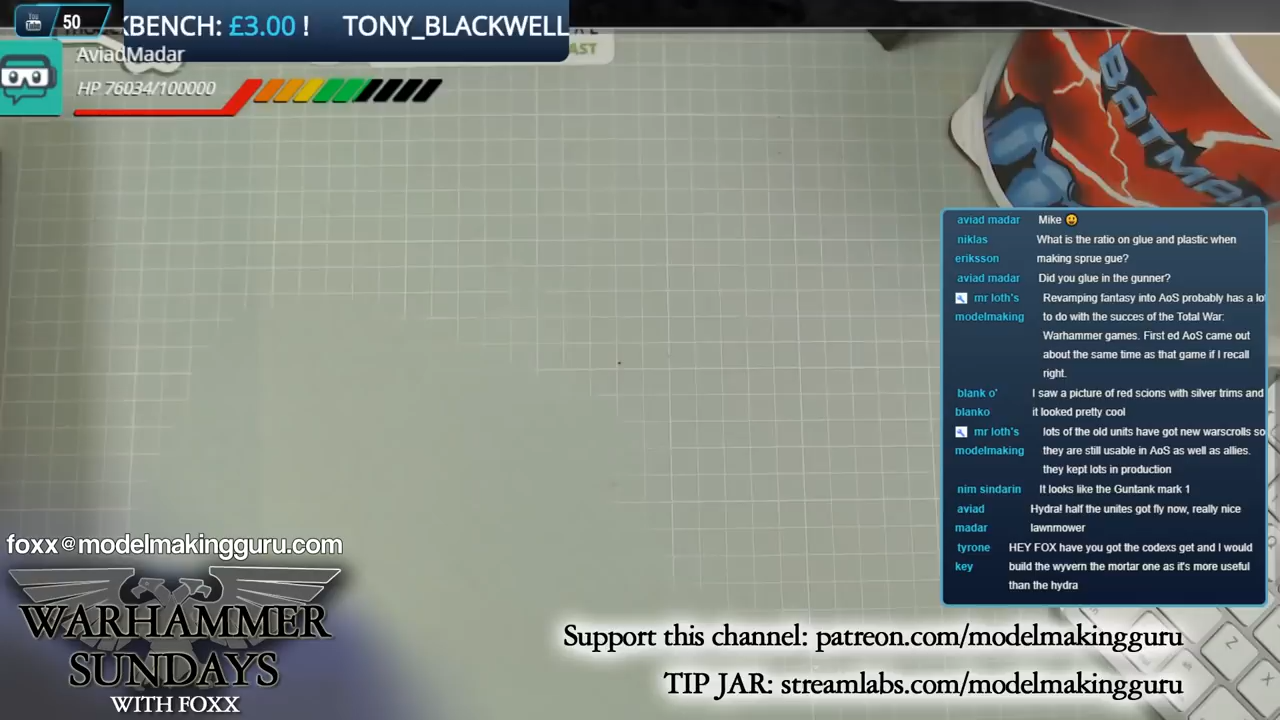 You
Tube
50
KBENCH: £3.00 ! TONY_BLACKWELL
AST
AviadMadar
HP 76034/100000
BATMAN
aviad madar Mike
niklas What is the ratio on glue and plastic when
eriksson making sprue gue?
aviad madar Did you glue in the gunner?
mr loth's Revamping fantasy into AoS probably has a lot
modelmaking to do with the succes of the Total War:
Warhammer games. First ed AoS came out
about the same time as that game if I recall
right.
blank o' I saw a picture of red scions with silver trims and
blanko it looked pretty cool
mr loth's lots of the old units have got new warscrolls so
modelmaking they are still usable in AoS as well as allies.
they kept lots in production
nim sindarin It looks like the Guntank mark 1
aviad Hydra! half the unites got fly now, really nice
madar lawnmower
tyrone HEY FOX have you got the codexs get and I would
key build the wyvern the mortar one as it's more useful
than the hydra
foxx@modelmakingguru.com
WARHAMMER
SUNDAYS
WITH FOXX
Support this channel: patreon.com/modelmakingguru
TIP JAR: streamlabs.com/modelmakingguru
Z
X